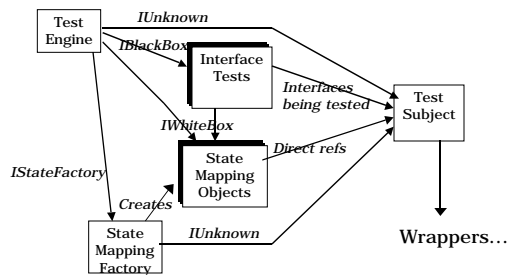 IUnknown
Test
Engine
IBlackBox
Interface
Tests
Interfaces
being tested
Test
Subject
IWhiteBox
State
Mapping
Objects
Direct refs
IStateFactory
Creates
State
Mapping
Factory
IUnknown
Wrappers...